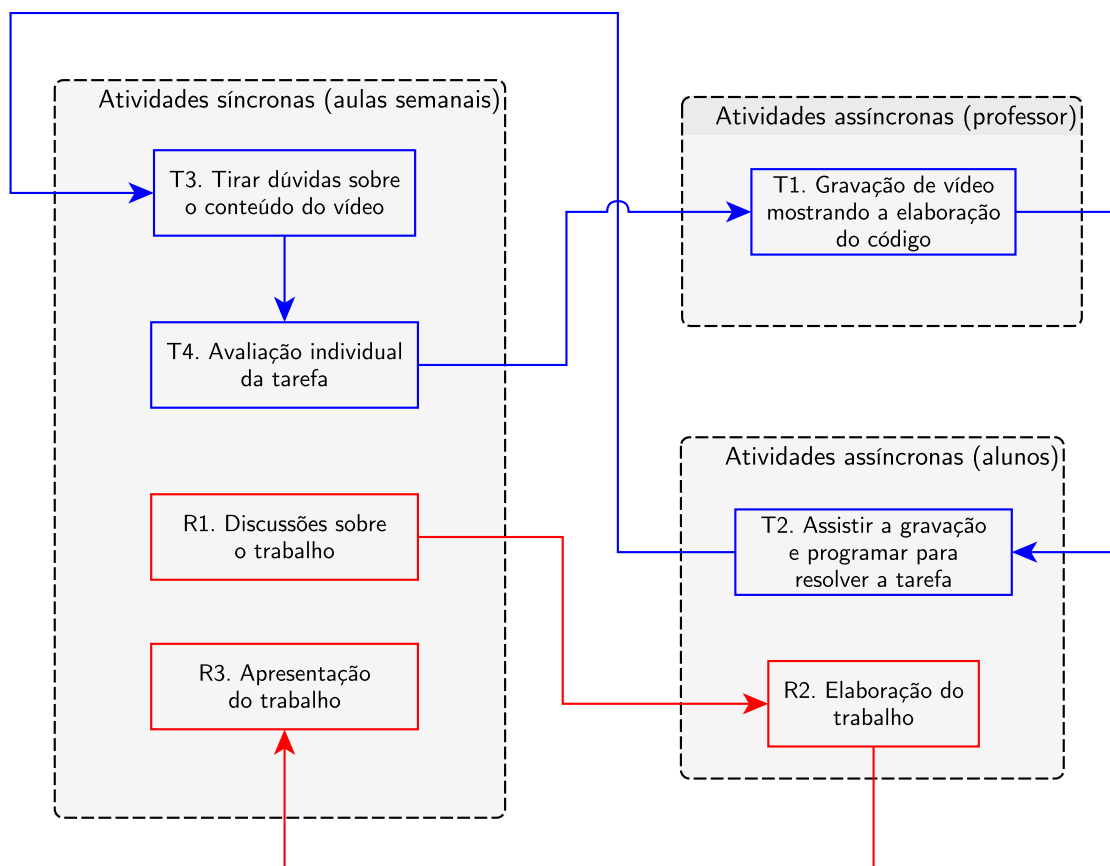 Atividades síncronas (aulas semanais)
T3. Tirar dúvidas sobre
o conteúdo do vídeo
T4. Avaliação individual
da tarefa
R1. Discussões sobre
o trabalho
R3. Apresentação
do trabalho
Atividades assíncronas (professor)
T1. Gravação de vídeo
mostrando a elaboração
do código
Atividades assíncronas (alunos)
T2. Assistir a gravação
e programar para
resolver a tarefa
R2. Elaboração do
trabalho